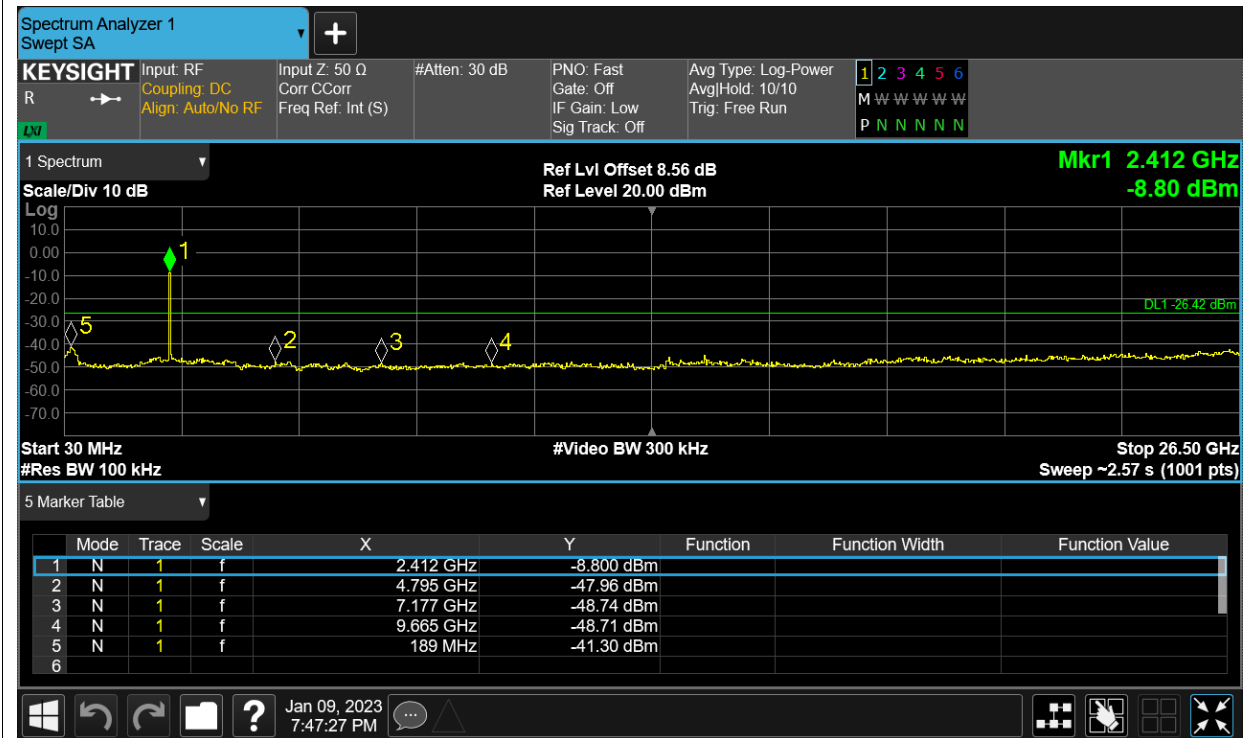 Spectrum Analyzer 1
Swept SA
+
KEYSIGHT
R
LXI
Input: RF
Coupling: DC
Align: Auto/No RF
Input Z: 50 Ω
Corr CCorr
Freq Ref: Int (S)
#Atten: 30 dB
PNO: Fast
Gate: Off
IF Gain: Low
Sig Track: Off
Avg Type: Log-Power
Avg|Hold: 10/10
Trig: Free Run
1 2 3 4 5 6
M W W W W W
P N N N N N
1 Spectrum
Scale/Div 10 dB
Ref Lvl Offset 8.56 dB
Ref Level 20.00 dBm
Mkr1 2.412 GHz
-8.80 dBm
Log
10.0
0.00
-10.0
-20.0
-30.0
-40.0
-50.0
-60.0
-70.0
1
DL1 -26.42 dBm
5
2
3
4
Start 30 MHz
#Video BW 300 kHz
Stop 26.50 GHz
#Res BW 100 kHz
Sweep ~2.57 s (1001 pts)
5 Marker Table
Mode Trace Scale X Y Function Function Width Function Value
1 N 1 f 2.412 GHz -8.800 dBm
2 N 1 f 4.795 GHz -47.96 dBm
3 N 1 f 7.177 GHz -48.74 dBm
4 N 1 f 9.665 GHz -48.71 dBm
5 N 1 f 189 MHz -41.30 dBm
6
?
Jan 09, 2023
7:47:27 PM